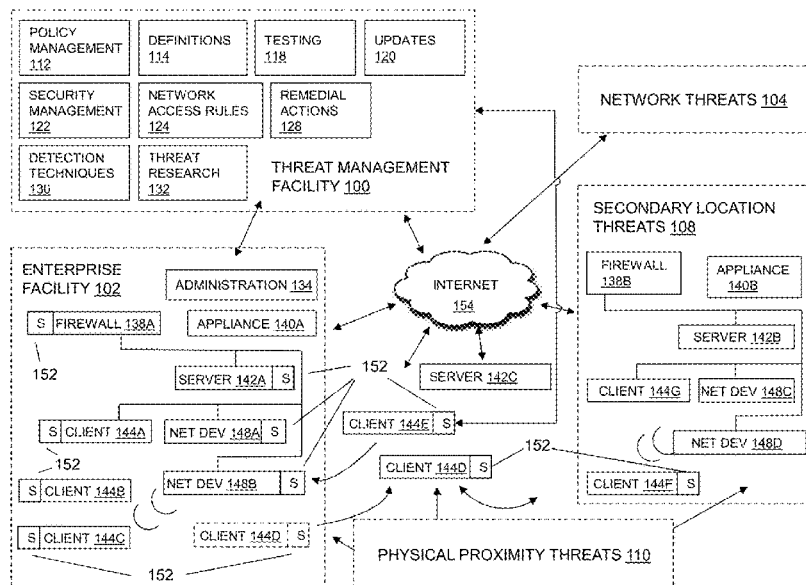 POLICY
MANAGEMENT
112
DEFINITIONS
114
TESTING
118
UPDATES
120
SECURITY
MANAGEMENT
122
NETWORK
ACCESS RULES
124
REMEDIAL
ACTIONS
128
DETECTION
TECHNIQUES
130
THREAT
RESEARCH
132
THREAT MANAGEMENT
FACILITY 100
NETWORK THREATS 104
SECONDARY LOCATION
THREATS 108
FIREWALL
138B
APPLIANCE
140B
SERVER 142B
CLIENT 144G
NET DEV 148C
NET DEV 148D
CLIENT 144F S
ENTERPRISE
FACILITY 102
ADMINISTRATION 134
S FIREWALL 138A
APPLIANCE 140A
152
SERVER 142A S
S CLIENT 144A
NET DEV 148A S
152
S CLIENT 144B
NET DEV 148B S
S CLIENT 144C
CLIENT 144D S
152
INTERNET
154
152
SERVER 142C
CLIENT 144E S
152
CLIENT 144D S
PHYSICAL PROXIMITY THREATS 110